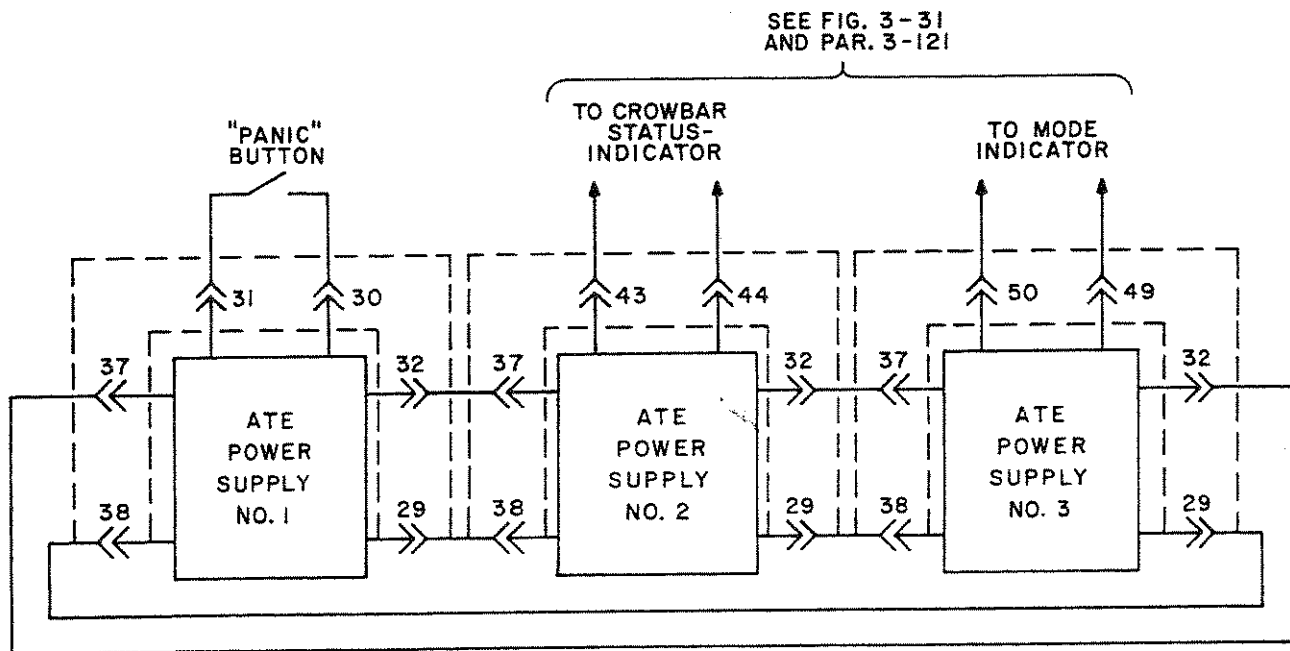 SEE FIG. 3-31
AND PAR. 3-121
TO CROWBAR
STATUS-
INDICATOR
TO MODE
INDICATOR
"PANIC"
BUTTON
31 30 43 44 50 49
37 32 37 32 37 32
ATE
POWER
SUPPLY
NO. 1
ATE
POWER
SUPPLY
NO. 2
ATE
POWER
SUPPLY
NO. 3
38 29 38 29 38 29